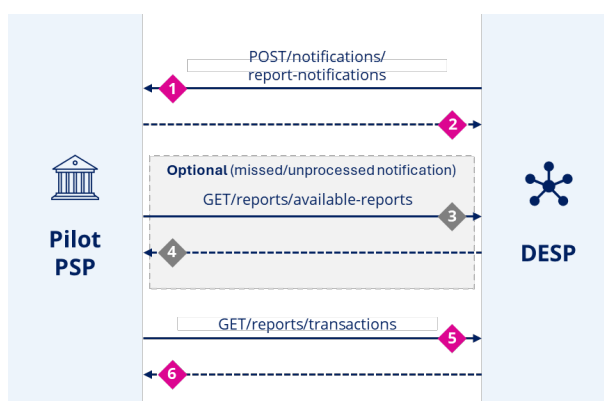 POST/notifications/
report-notifications
1
2
Optional (missed/unprocessed notification)
GET/reports/available-reports
3
4
Pilot
PSP
DESP
GET/reports/transactions
5
6